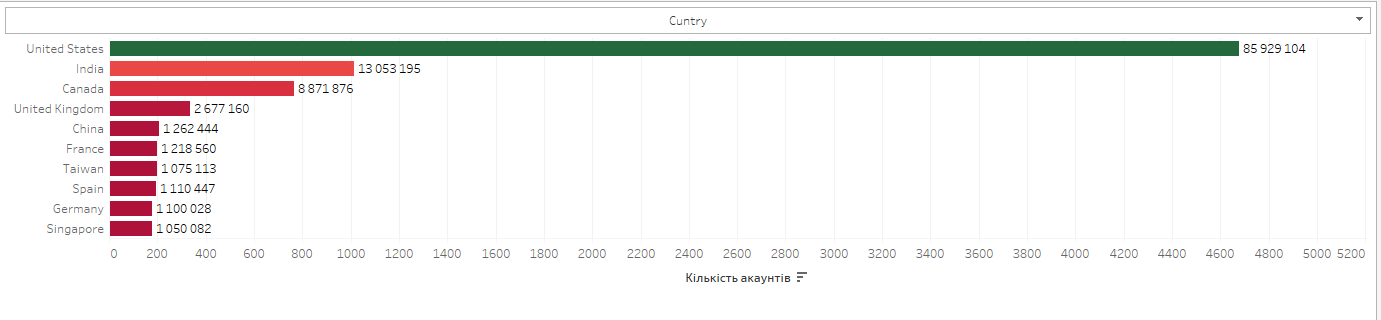 Cuntry
United States 85 929 104
India 13 053 195
Canada 8 871 876
United Kingdom 2 677 160
China 1 262 444
France 1 218 560
Taiwan 1 075 113
Spain 1 110 447
Germany 1 100 028
Singapore 1 050 082
0 200 400 600 800 1000 1200 1400 1600 1800 2000 2200 2400 2600 2800 3000 3200 3400 3600 3800 4000 4200 4400 4600 4800 5000 5200
Кількість акаунтів